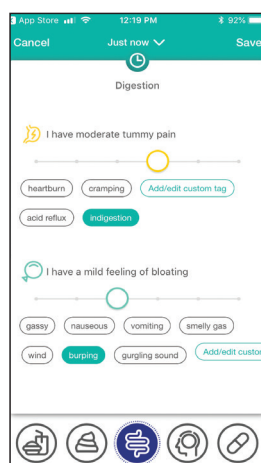 App Store 12:19 PM 92%
Cancel Just now Save
Digestion
I have moderate tummy pain
heartburn cramping Add/edit custom tag
acid reflux indigestion
I have a mild feeling of bloating
gassy nauseous vomiting smelly gas
wind burping gurgling sound Add/edit custo